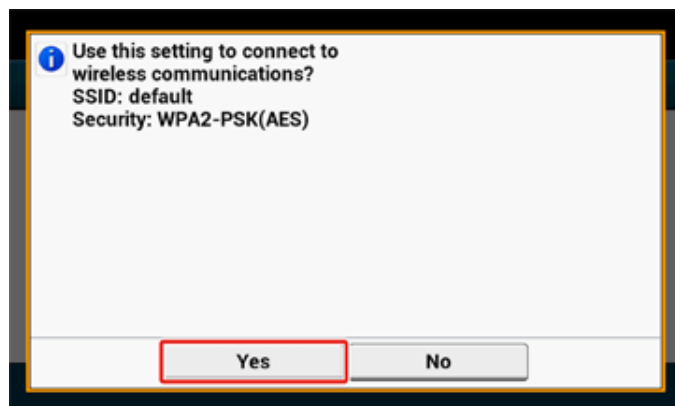 Use this setting to connect to
wireless communications?
SSID: default
Security: WPA2-PSK(AES)
Yes
No